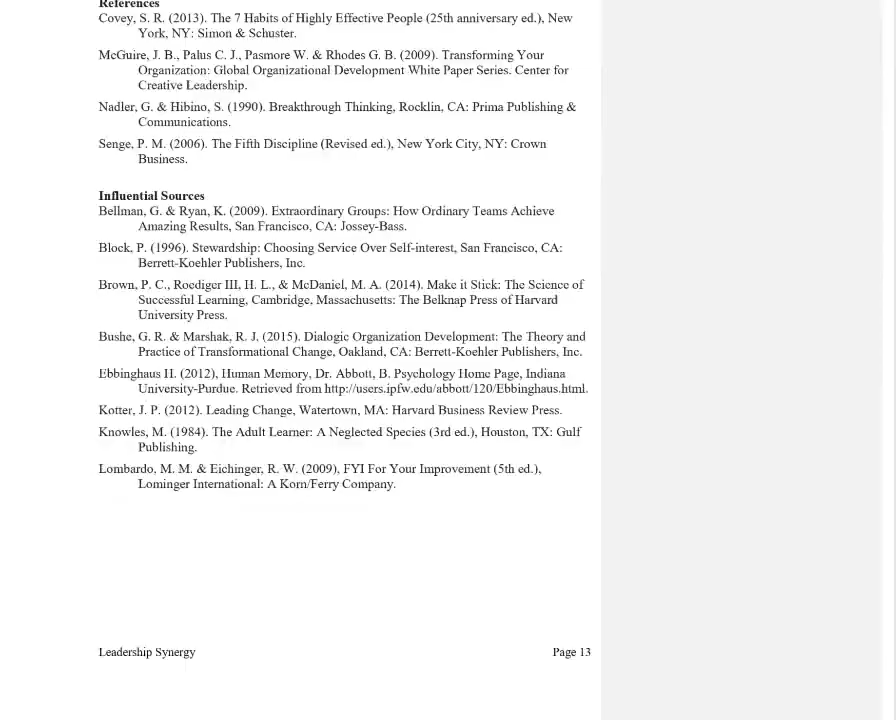 References
Covey, S. R. (2013). The 7 Habits of Highly Effective People (25th anniversary ed.), New
York, NY: Simon & Schuster.
McGuire, J. B., Palus C. J., Pasmore W. & Rhodes G. B. (2009). Transforming Your
Organization: Global Organizational Development White Paper Series. Center for
Creative Leadership.
Nadler, G. & Hibino, S. (1990). Breakthrough Thinking, Rocklin, CA: Prima Publishing &
Communications.
Senge, P. M. (2006). The Fifth Discipline (Revised ed.), New York City, NY: Crown
Business.
Influential Sources
Bellman, G. & Ryan, K. (2009). Extraordinary Groups: How Ordinary Teams Achieve
Amazing Results, San Francisco, CA: Jossey-Bass.
Block, P. (1996). Stewardship: Choosing Service Over Self-interest, San Francisco, CA:
Berrett-Koehler Publishers, Inc.
Brown, P. C., Roediger III, H. L., & McDaniel, M. A. (2014). Make it Stick: The Science of
Successful Learning, Cambridge, Massachusetts: The Belknap Press of Harvard
University Press.
Bushe, G. R. & Marshak, R. J. (2015). Dialogic Organization Development: The Theory and
Practice of Transformational Change, Oakland, CA: Berrett-Koehler Publishers, Inc.
Ebbinghaus H. (2012), Human Memory, Dr. Abbott, B. Psychology Home Page, Indiana
University-Purdue. Retrieved from http://users.ipfw.edu/abbott/120/Ebbinghaus.html.
Kotter, J. P. (2012). Leading Change, Watertown, MA: Harvard Business Review Press.
Knowles, M. (1984). The Adult Learner: A Neglected Species (3rd ed.), Houston, TX: Gulf
Publishing.
Lombardo, M. M. & Eichinger, R. W. (2009), FYI For Your Improvement (5th ed.),
Lominger International: A Korn/Ferry Company.
Leadership Synergy Page 13